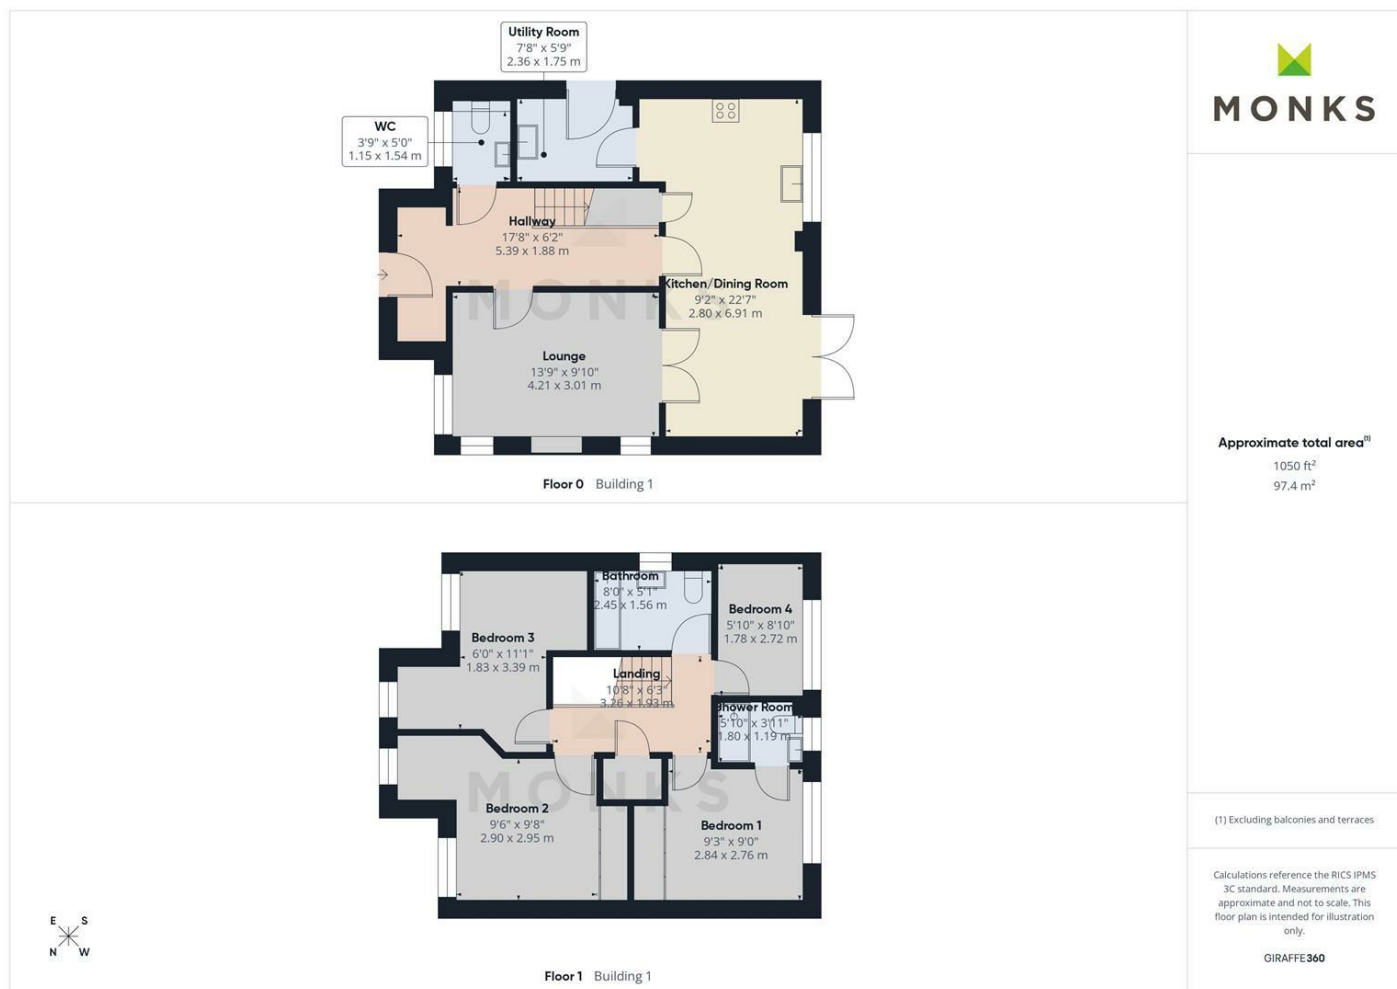 Utility Room
7'8" x 5'9"
2.36 x 1.75 m
WC
3'9" x 5'0"
1.15 x 1.54 m
Hallway
17'8" x 6'2"
5.39 x 1.88 m
Kitchen/Dining Room
9'2" x 22'7"
2.80 x 6.91 m
MONKS
Lounge
13'9" x 9'10"
4.21 x 3.01 m
Floor 0 Building 1
Bathroom
8'0" x 5'1"
2.45 x 1.56 m
Bedroom 4
5'10" x 8'10"
1.78 x 2.72 m
Bedroom 3
6'0" x 11'1"
1.83 x 3.39 m
Landing
10'8" x 6'3"
3.26 x 1.93 m
Shower Room
5'10" x 3'11"
1.80 x 1.19 m
MONKS
Bedroom 2
9'6" x 9'8"
2.90 x 2.95 m
Bedroom 1
9'3" x 9'0"
2.84 x 2.76 m
E S
N W
Floor 1 Building 1
MONKS
Approximate total area(1)
1050 ft²
97.4 m²
(1) Excluding balconies and terraces
Calculations reference the RICS IPMS
3C standard. Measurements are
approximate and not to scale. This
floor plan is intended for illustration
only.
GIRAFFE360